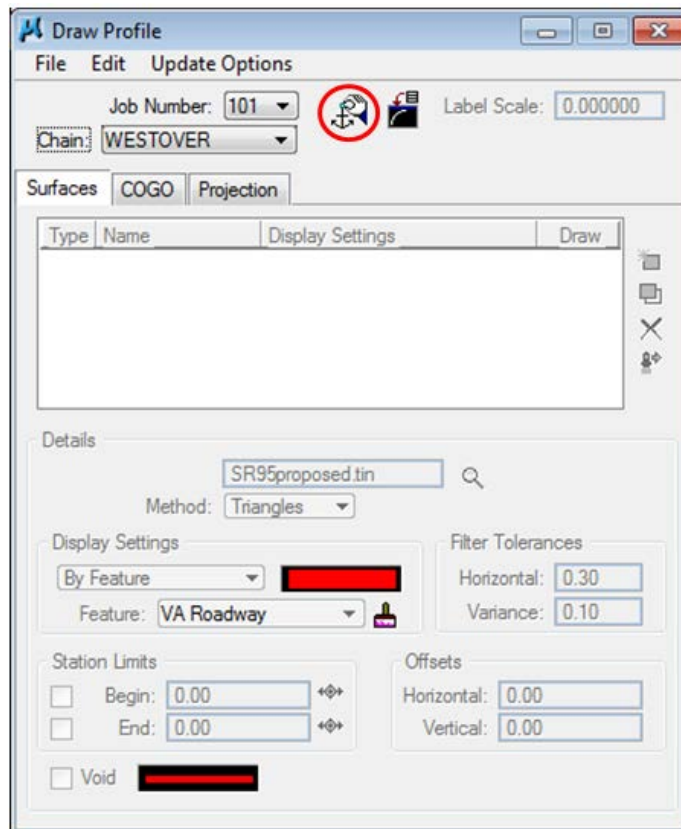 Draw Profile
File Edit Update Options
Job Number: 101 Label Scale: 0.000000
Chain: WESTOVER
Surfaces COGO Projection
Type Name Display Settings Draw
Details
SR95proposed.tin
Method: Triangles
Display Settings Filter Tolerances
By Feature Horizontal: 0.30
Feature: VA Roadway Variance: 0.10
Station Limits Offsets
Begin: 0.00 Horizontal: 0.00
End: 0.00 Vertical: 0.00
Void